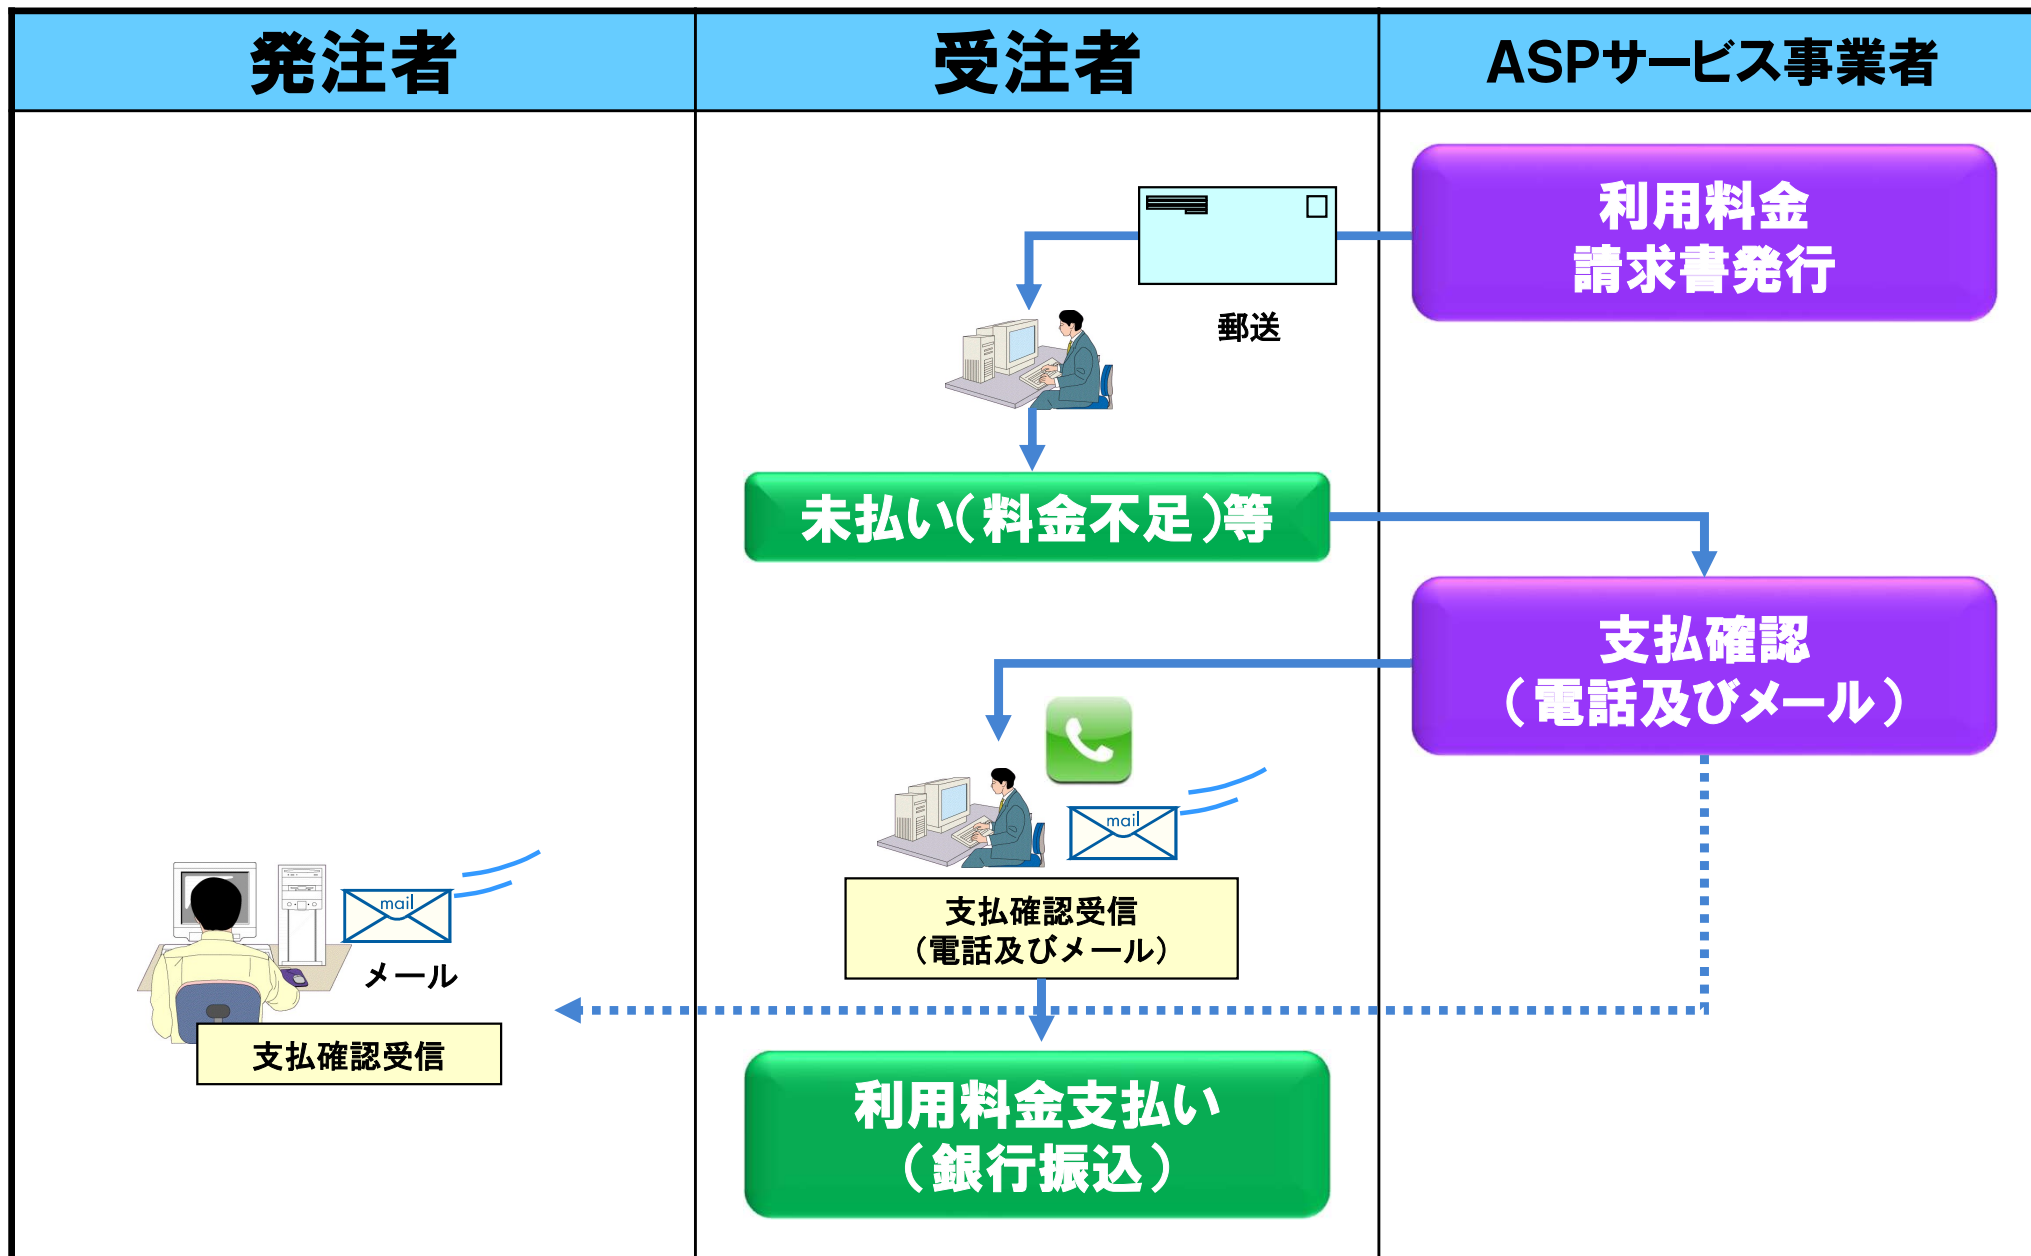 発注者
受注者
ASPサービス事業者
利用料金
請求書発行
郵送
未払い（料金不足）等
支払確認
（電話及びメール）
mail
支払確認受信
（電話及びメール）
mail
メール
支払確認受信
利用料金支払い
（銀行振込）